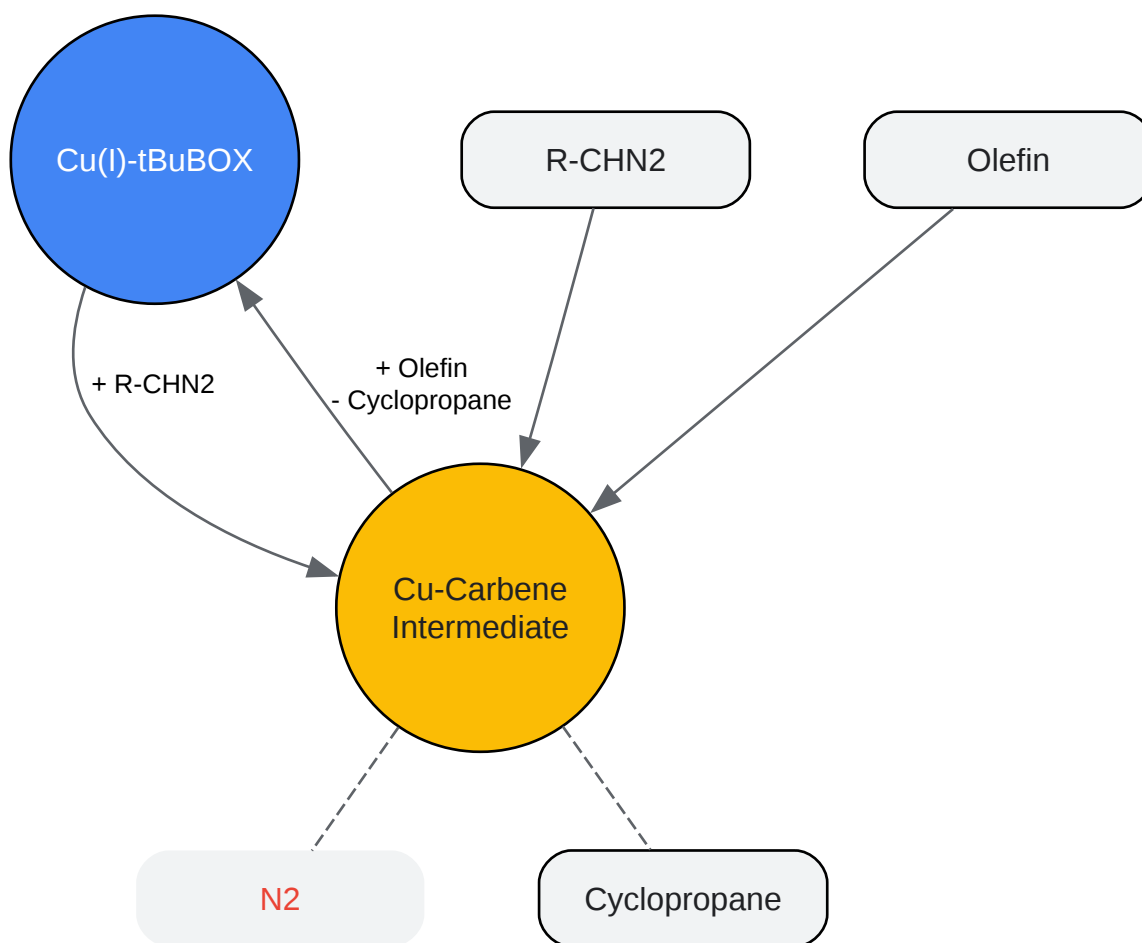 Cu(I)-tBuBOX
R-CHN2
Olefin
+ R-CHN2
+ Olefin
- Cyclopropane
Cu-Carbene
Intermediate
N2
Cyclopropane